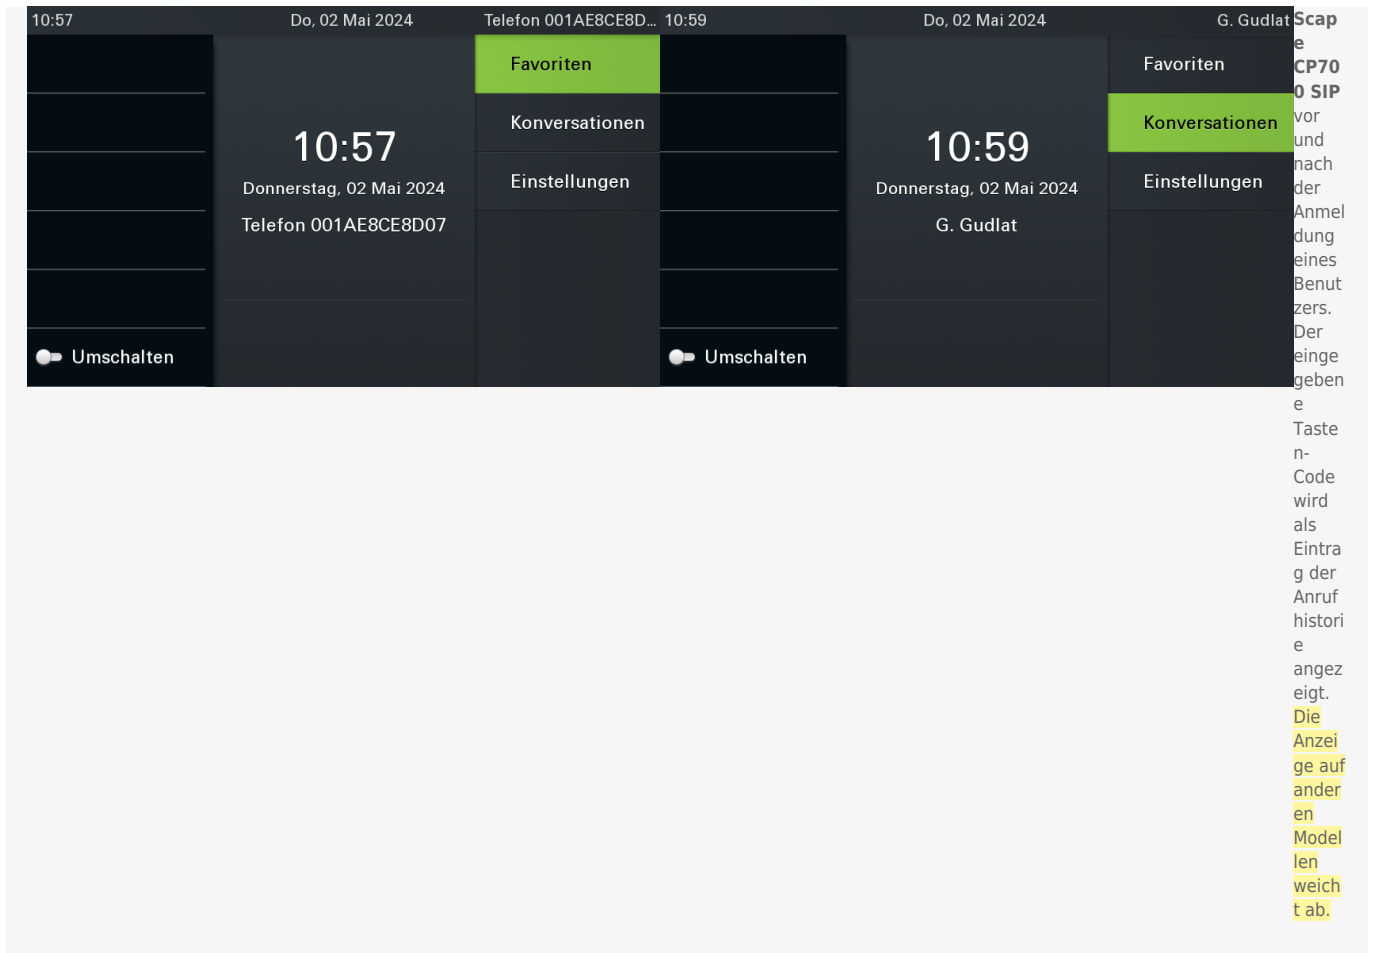 10:57 Do, 02 Mai 2024 Telefon 001AE8CE8D...
Favoriten
Konversationen
Einstellungen
10:57
Donnerstag, 02 Mai 2024
Telefon 001AE8CE8D07
Umschalten
10:59 Do, 02 Mai 2024 G. Gudlat
Favoriten
Konversationen
Einstellungen
10:59
Donnerstag, 02 Mai 2024
G. Gudlat
Umschalten
Scap
e
CP70
0 SIP
vor
und
nach
der
Anmel
dung
eines
Benut
zers.
Der
einge
geben
e
Taste
n-
Code
wird
als
Eintra
g der
Anruf
histori
e
angez
eigt.
Die
Anzei
ge auf
ander
en
Model
len
weich
t ab.